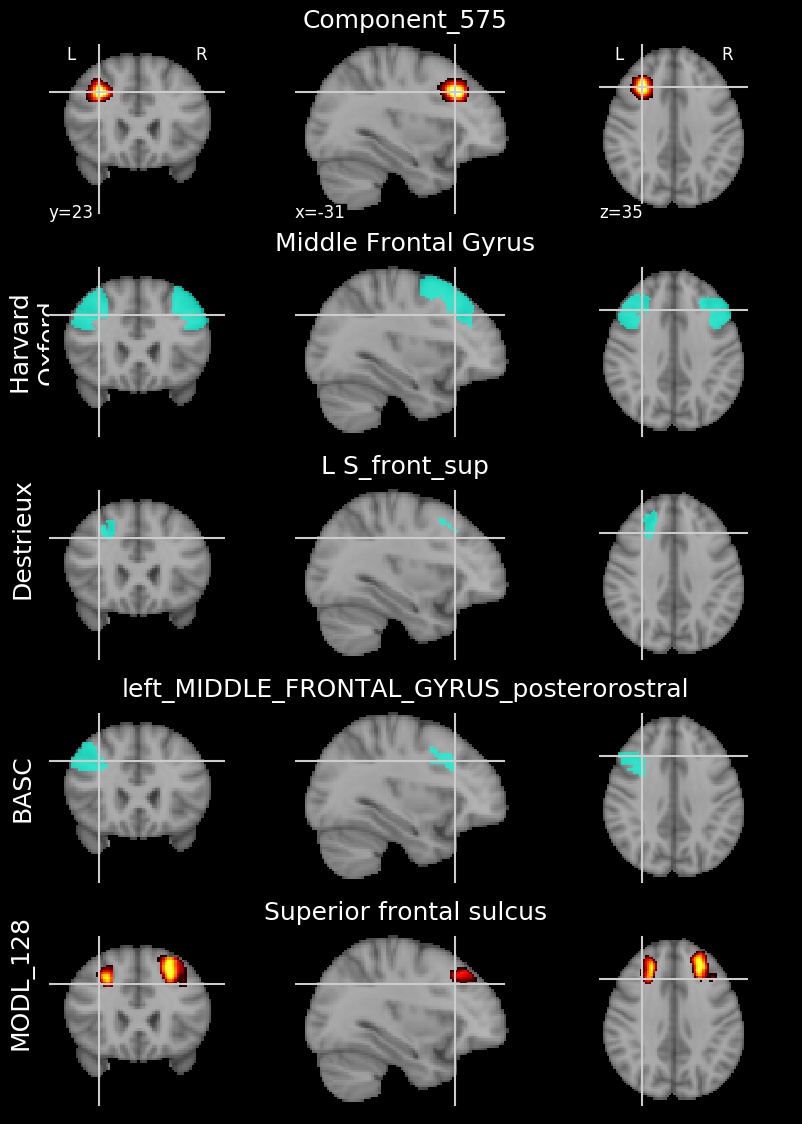 Component_575
L R L R
y=23 x=-31 z=35
Middle Frontal Gyrus
Harvard
Oxford
L S_front_sup
Destrieux
left_MIDDLE_FRONTAL_GYRUS_posterorostral
BASC
Superior frontal sulcus
MODL_128